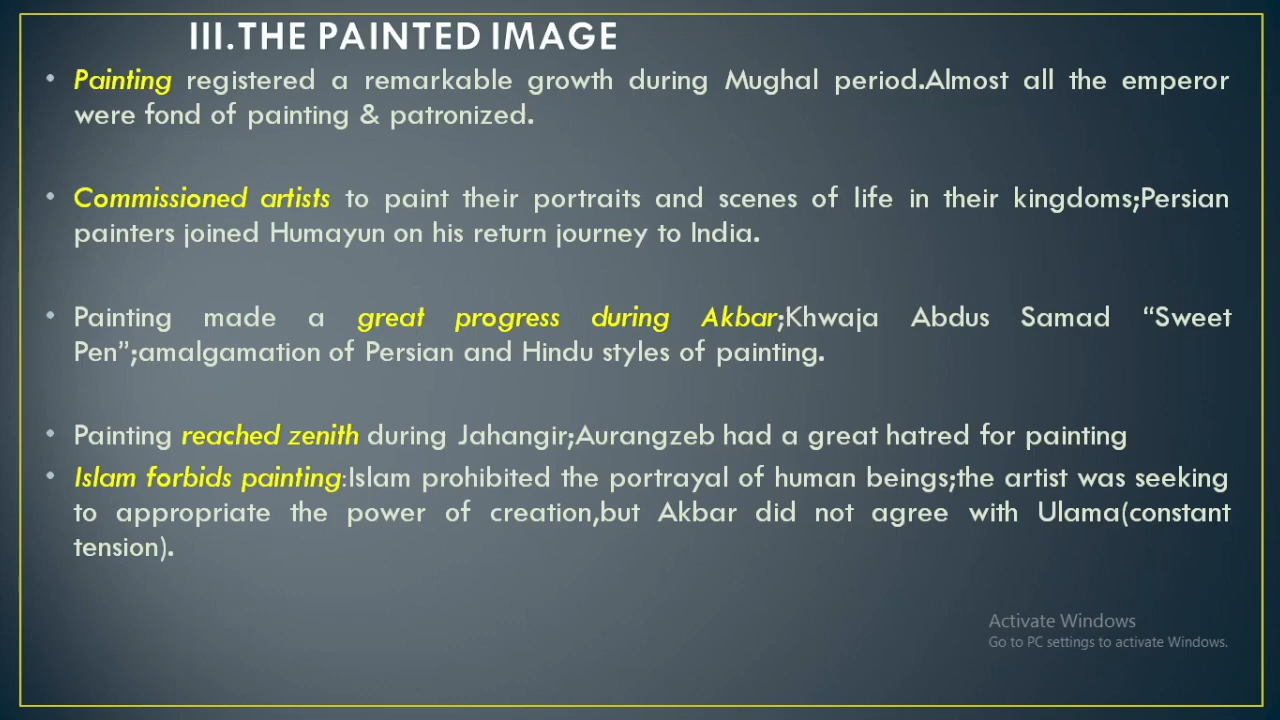 III.THE PAINTED IMAGE
• Painting registered a remarkable growth during Mughal period.Almost all the emperor
were fond of painting & patronized.
• Commissioned artists to paint their portraits and scenes of life in their kingdoms;Persian
painters joined Humayun on his return journey to India.
• Painting made a great progress during Akbar;Khwaja Abdus Samad “Sweet
Pen”;amalgamation of Persian and Hindu styles of painting.
• Painting reached zenith during Jahangir;Aurangzeb had a great hatred for painting
• Islam forbids painting:Islam prohibited the portrayal of human beings;the artist was seeking
to appropriate the power of creation,but Akbar did not agree with Ulama(constant
tension).
Activate Windows
Go to PC settings to activate Windows.